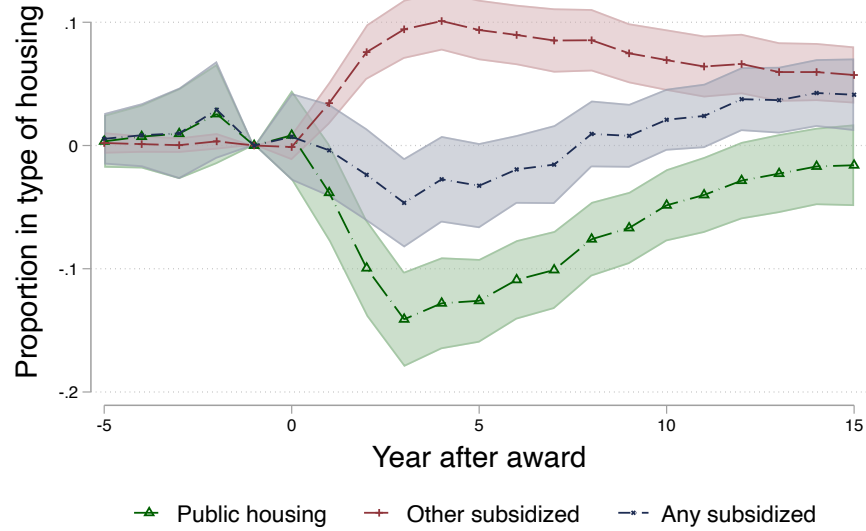 Proportion in type of housing
.1
0
-.1
-.2
-5 0 5 10 15
Year after award
Public housing Other subsidized Any subsidized